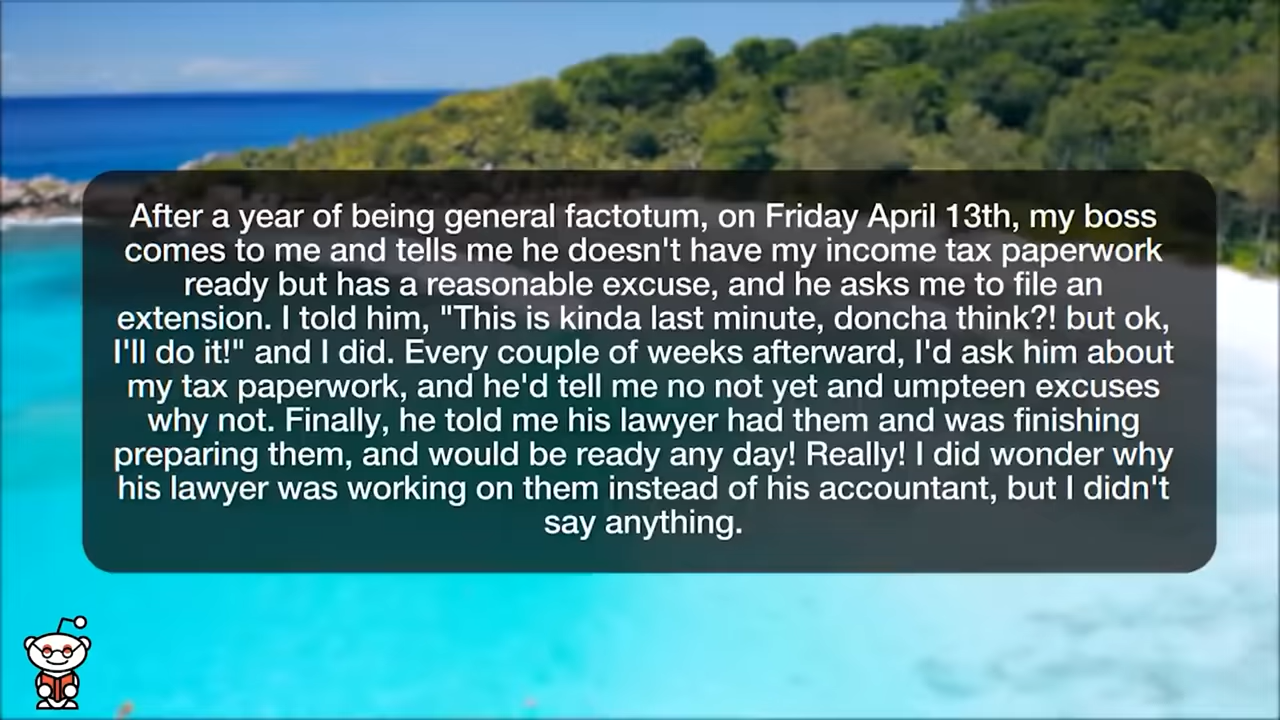 After a year of being general factotum, on Friday April 13th, my boss
comes to me and tells me he doesn't have my income tax paperwork
ready but has a reasonable excuse, and he asks me to file an
extension. I told him, "This is kinda last minute, doncha think?! but ok,
I'll do it!" and I did. Every couple of weeks afterward, I'd ask him about
my tax paperwork, and he'd tell me no not yet and umpteen excuses
why not. Finally, he told me his lawyer had them and was finishing
preparing them, and would be ready any day! Really! I did wonder why
his lawyer was working on them instead of his accountant, but I didn't
say anything.